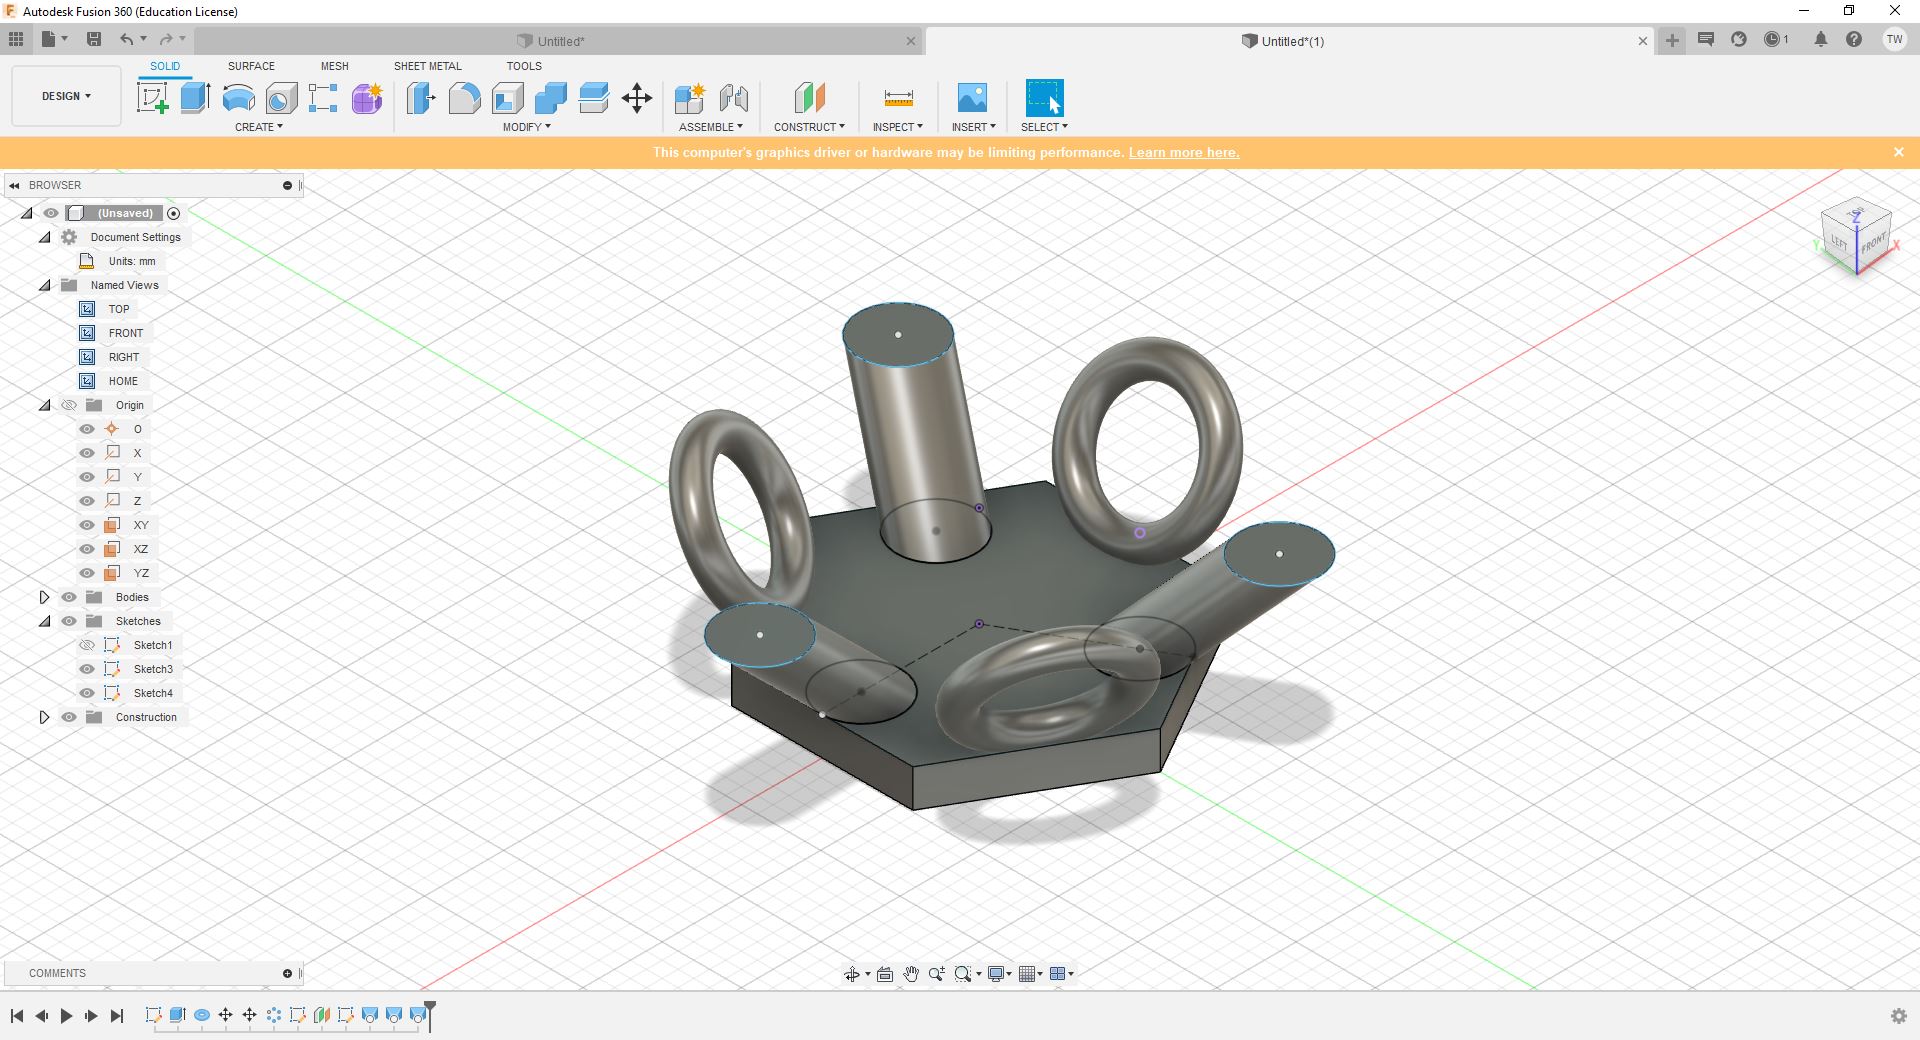 Autodesk Fusion 360 (Education License)
Untitled*
Untitled*(1)
1
TW
DESIGN
SOLID
SURFACE
MESH
SHEET METAL
TOOLS
CREATE
MODIFY
ASSEMBLE
CONSTRUCT
INSPECT
INSERT
SELECT
This computer's graphics driver or hardware may be limiting performance. Learn more here.
BROWSER
(Unsaved)
Document Settings
Units: mm
Named Views
TOP
FRONT
RIGHT
HOME
Origin
O
X
Y
Z
XY
XZ
YZ
Bodies
Sketches
Sketch1
Sketch3
Sketch4
Construction
TOP
Z
LEFT
FRONT
Y
X
COMMENTS